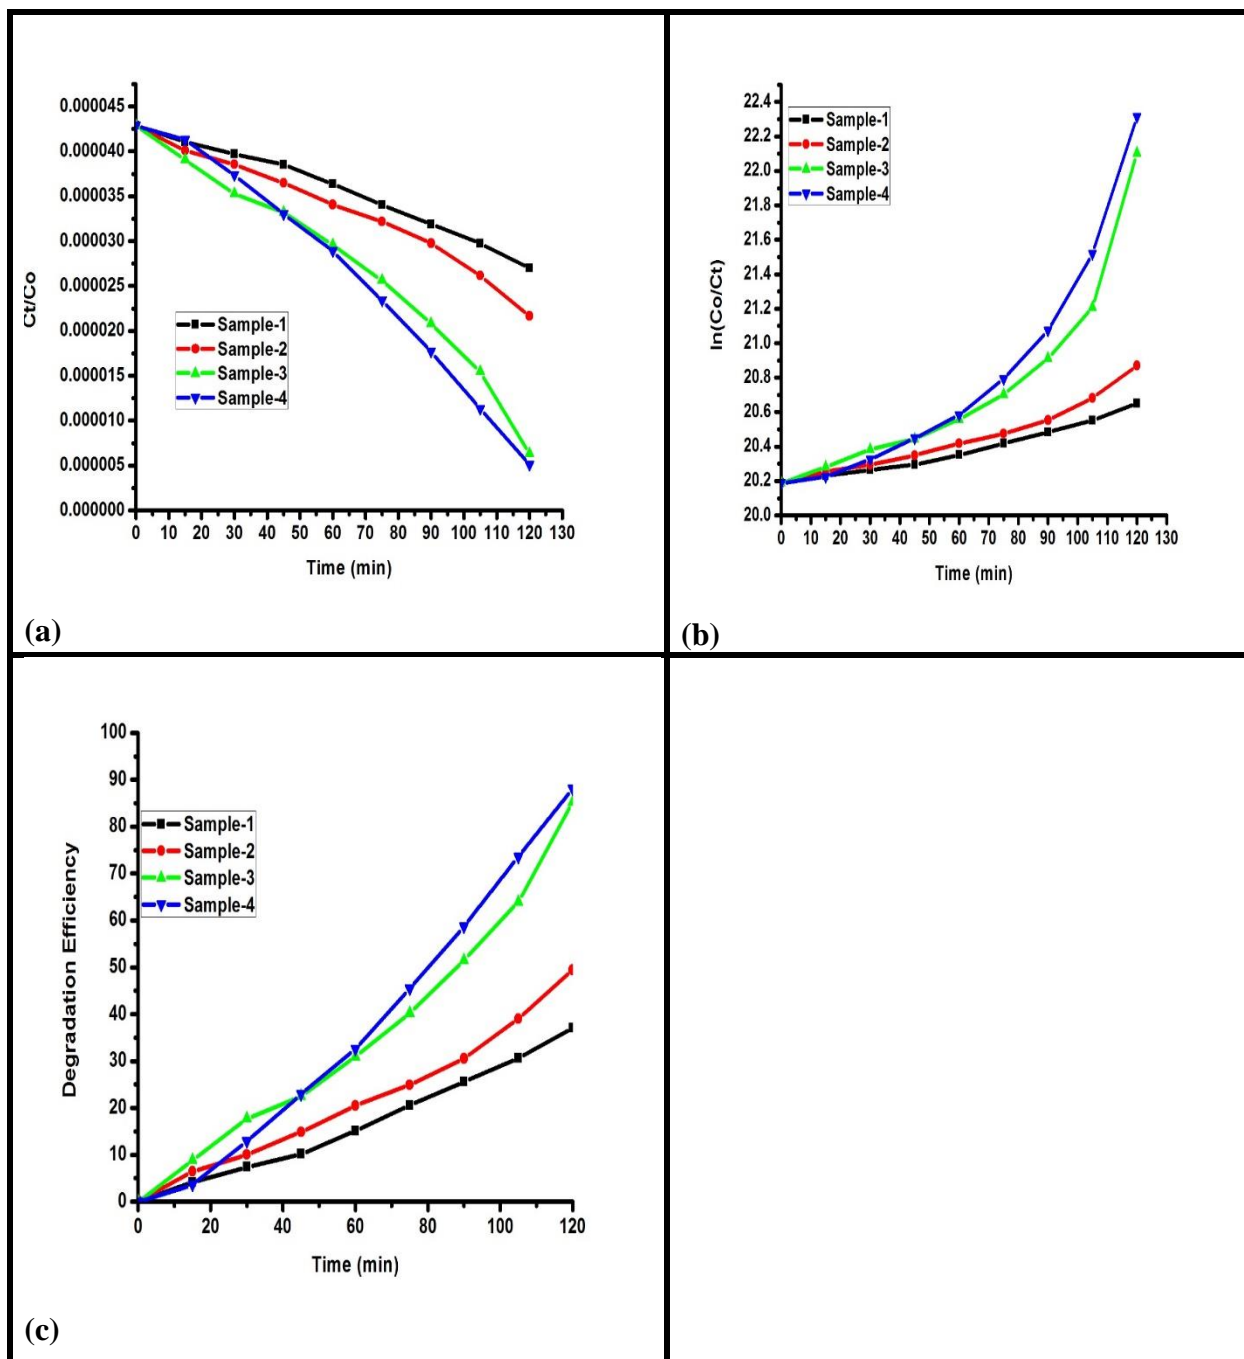 0.000045
0.000040
0.000035
0.000030
0.000025
0.000020
0.000015
0.000010
0.000005
0.000000
Ct/Co
Sample-1
Sample-2
Sample-3
Sample-4
0 10 20 30 40 50 60 70 80 90 100 110 120 130
Time (min)
(a)
22.4
22.2
22.0
21.8
21.6
21.4
21.2
21.0
20.8
20.6
20.4
20.2
20.0
ln(Co/Ct)
Sample-1
Sample-2
Sample-3
Sample-4
0 10 20 30 40 50 60 70 80 90 100 110 120 130
Time (min)
(b)
100
90
80
70
60
50
40
30
20
10
0
Degradation Efficiency
Sample-1
Sample-2
Sample-3
Sample-4
0 20 40 60 80 100 120
Time (min)
(c)